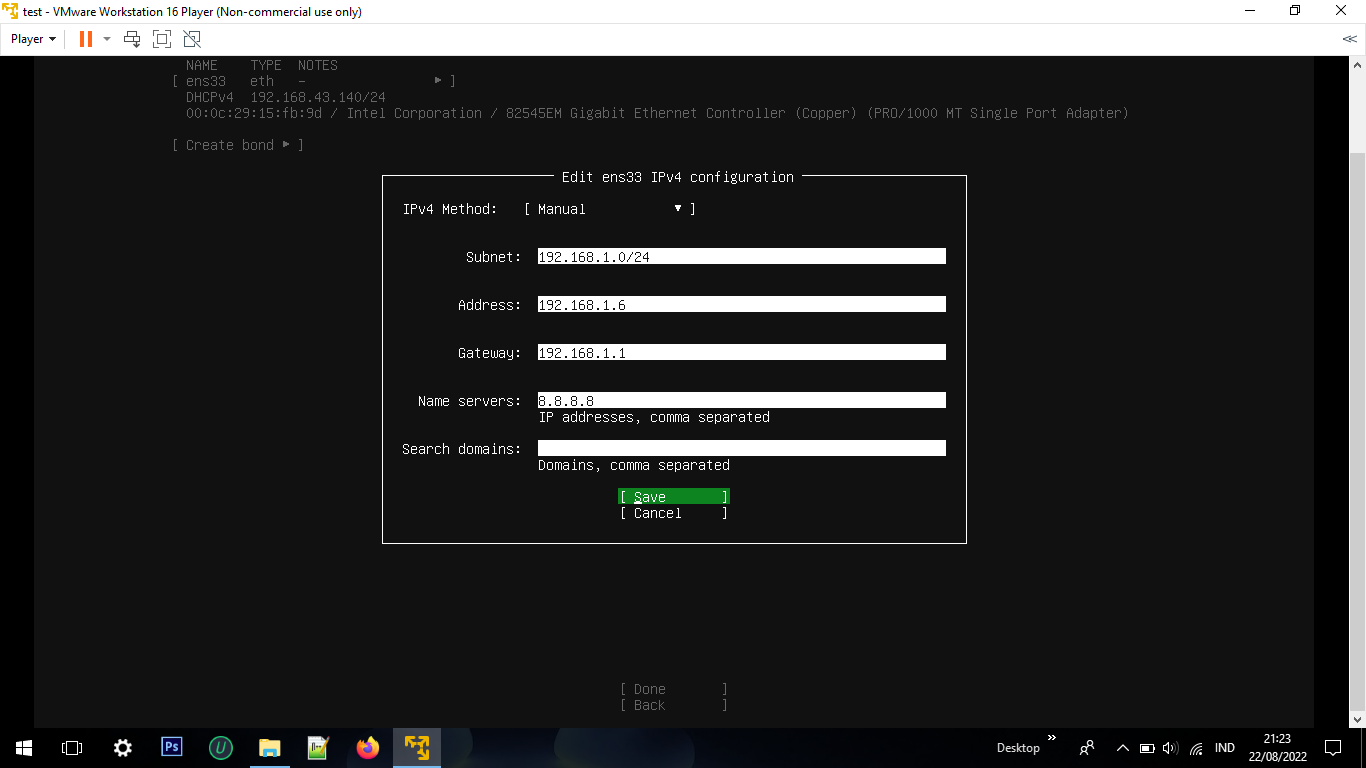 test - VMware Workstation 16 Player (Non-commercial use only)
Player
NAME TYPE NOTES
[ ens33 eth - ▸ ]
DHCPv4 192.168.43.140/24
00:0c:29:15:fb:9d / Intel Corporation / 82545EM Gigabit Ethernet Controller (Copper) (PRO/1000 MT Single Port Adapter)
[ Create bond ▸ ]
Edit ens33 IPv4 configuration
IPv4 Method: [ Manual ▾ ]
Subnet: 192.168.1.0/24
Address: 192.168.1.6
Gateway: 192.168.1.1
Name servers: 8.8.8.8
IP addresses, comma separated
Search domains:
Domains, comma separated
[ Save ]
[ Cancel ]
[ Done ]
[ Back ]
Ps
U
N++
Desktop
IND
21:23
22/08/2022